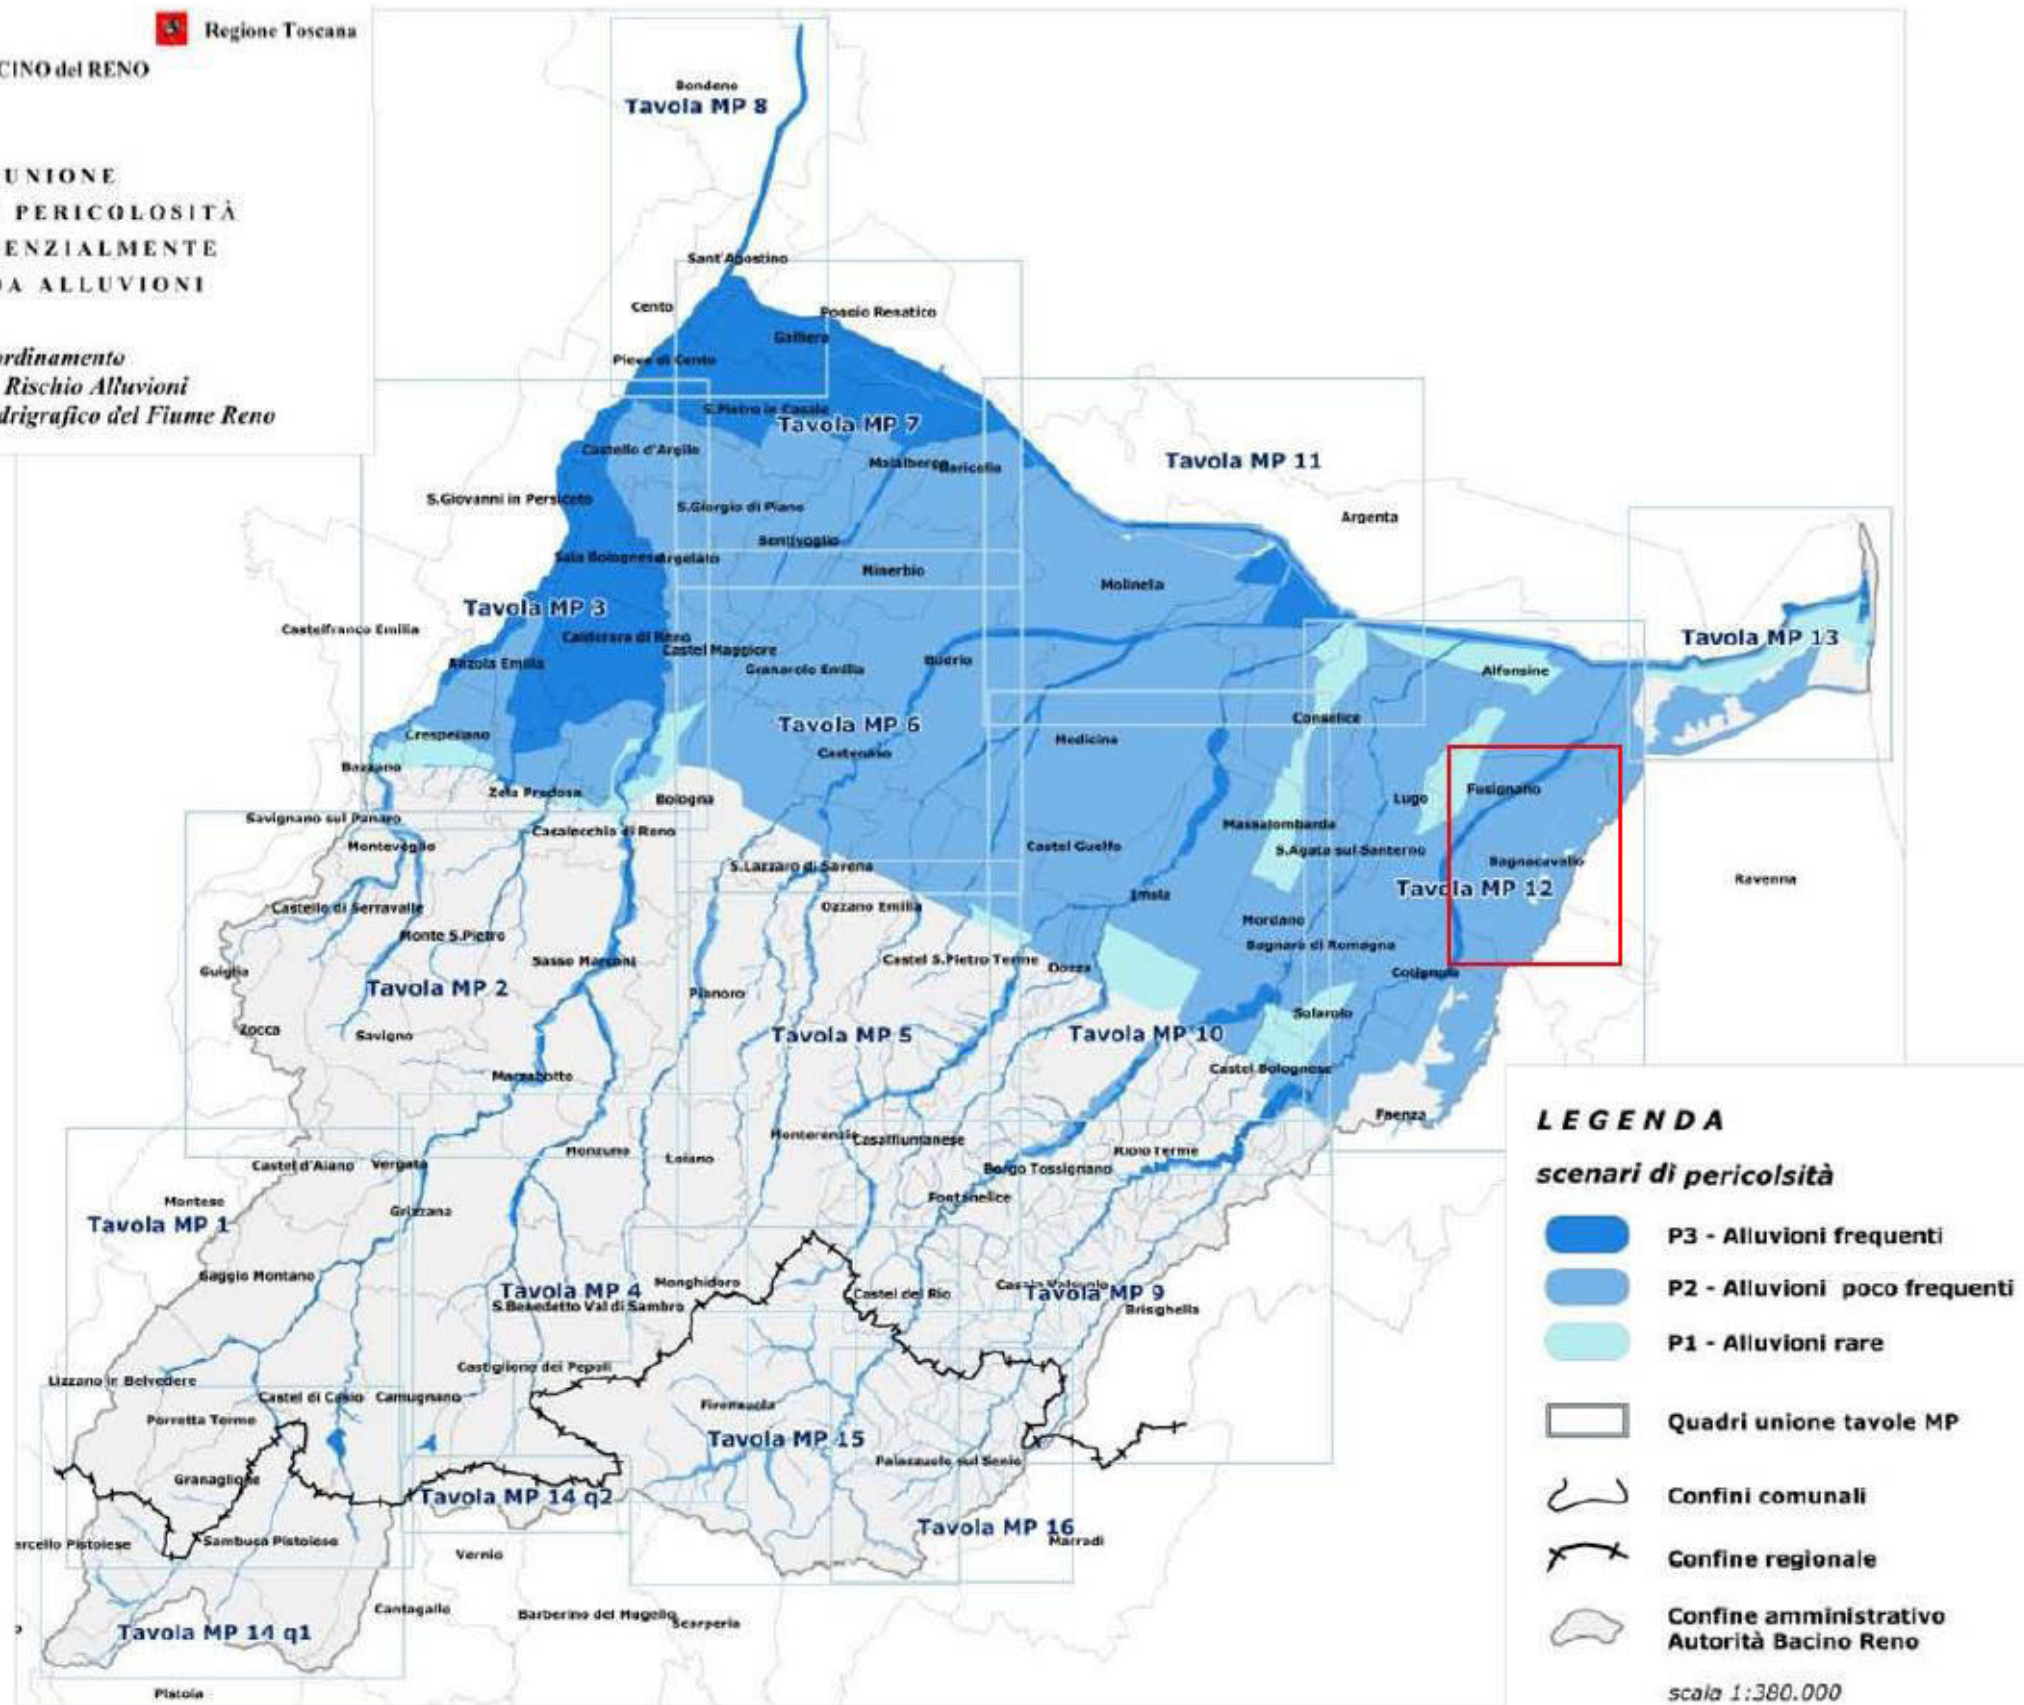 Regione Toscana
CINO del RENO
UNIONE
PERICOLOSITÀ
ENZIALMENTE
DA ALLUVIONI
ordinamento
Rischio Alluvioni
drigrafico del Fiume Reno
Bondeno
Tavola MP 8
Sant'Agostino
Cento
Poggio Renatico
Galliera
Pieve di Cento
S.Pietro in Casale
Tavola MP 7
Castello d'Argile
Malalbergo
Baricella
Tavola MP 11
S.Giovanni in Persiceto
S.Giorgio di Piano
Argenta
Bentivoglio
Sala Bolognese
Argelato
Minerbio
Molinella
Tavola MP 3
Castelfranco Emilia
Calderara di Reno
Castel Maggiore
Tavola MP 13
Anzola Emilia
Granarolo Emilia
Budrio
Alfonsine
Conselice
Tavola MP 6
Crespellano
Castenaso
Medicina
Bazzano
Zola Predosa
Bologna
Lugo
Fusignano
Savignano sul Panaro
Casalecchio di Reno
Massalombarda
Monteveglio
Castel Guelfo
S.Agata sul Santerno
Bagnacavallo
S.Lazzaro di Savena
Ravenna
Tavola MP 12
Castello di Serravalle
Ozzano Emilia
Imola
Mordano
Monte S.Pietro
Bagnara di Romagna
Sasso Marconi
Castel S.Pietro Terme
Dozza
Guiglia
Cotignola
Tavola MP 2
Pianoro
Zocca
Savigno
Tavola MP 5
Tavola MP 10
Solarolo
Marzabotto
Castel Bolognese
Faenza
Monterenzio
Casalfiumanese
Monzuno
Loiano
Riolo Terme
Castel d'Aiano
Vergato
Borgo Tossignano
Montese
Fontanelice
Tavola MP 1
Grizzana
Gaggio Montano
Tavola MP 4
Monghidoro
Castel del Rio
Casola Valsenio
Tavola MP 9
S.Benedetto Val di Sambro
Brisighella
Castiglione dei Pepoli
Lizzano in Belvedere
Castel di Casio
Camugnano
Firenzuola
Porretta Terme
Tavola MP 15
Palazzuolo sul Senio
Granaglione
Tavola MP 14 q2
Tavola MP 16
Marradi
arcello Pistoiese
Sambuca Pistoiese
Vernio
Cantagallo
Barberino del Mugello
Scarperia
Tavola MP 14 q1
Pistoia
LEGENDA
scenari di pericolsità
P3 - Alluvioni frequenti
P2 - Alluvioni poco frequenti
P1 - Alluvioni rare
Quadri unione tavole MP
Confini comunali
Confine regionale
Confine amministrativo
Autorità Bacino Reno
scala 1:380.000